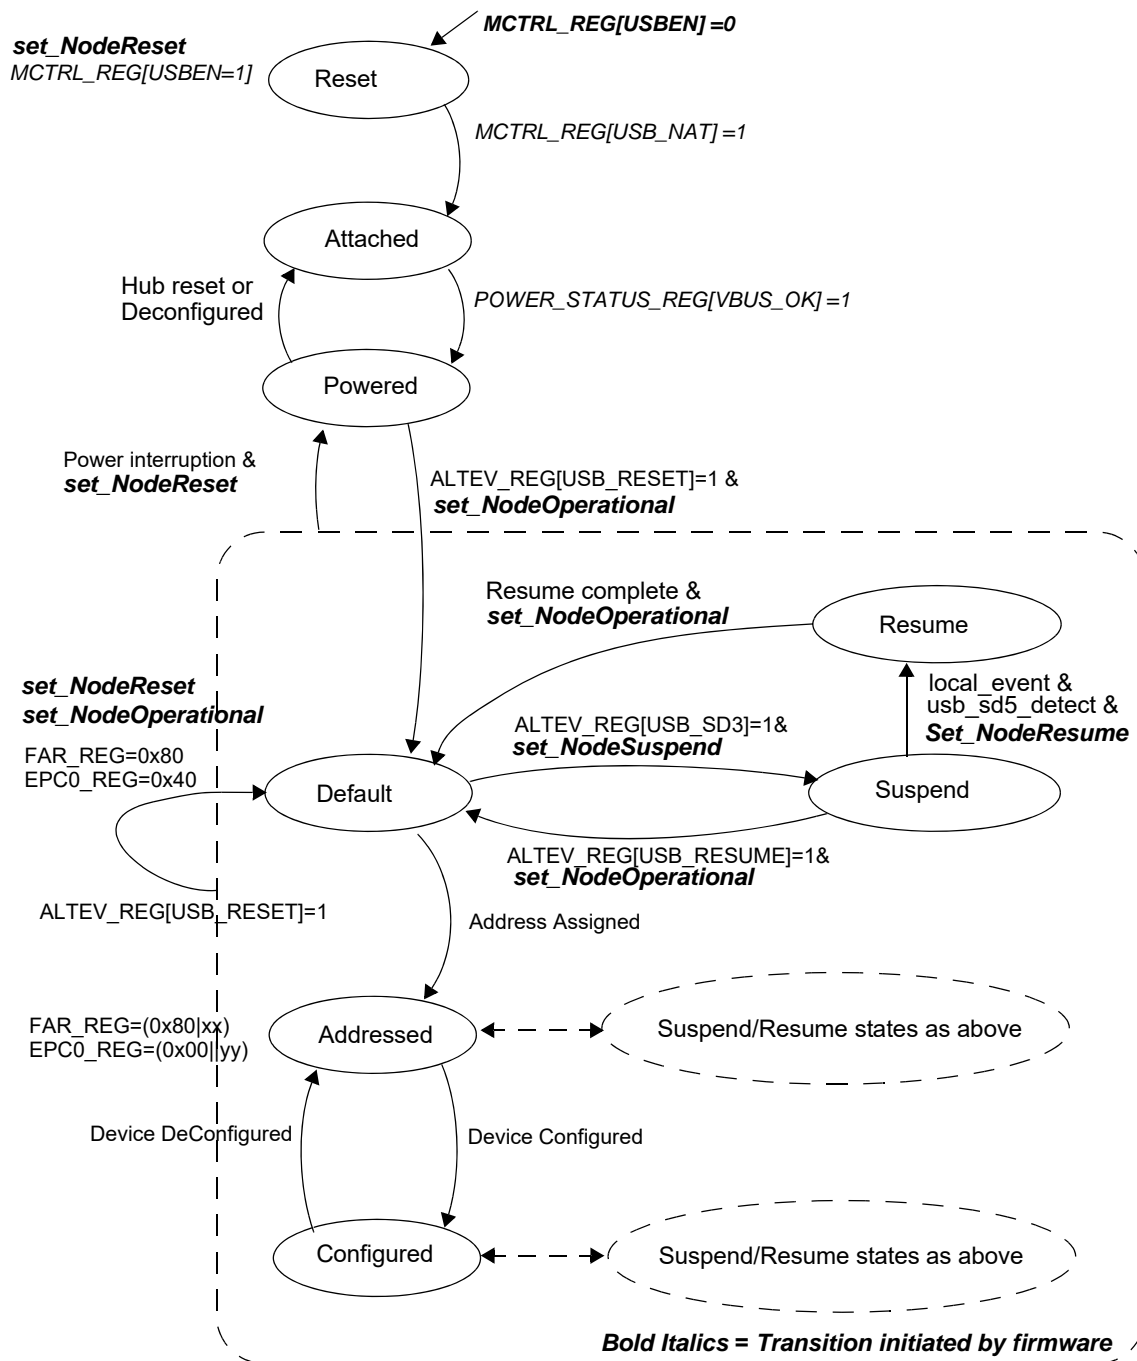 MCTRL_REG[USBEN] =0
set_NodeReset
MCTRL_REG[USBEN=1]
Reset
MCTRL_REG[USB_NAT] =1
Attached
Hub reset or
Deconfigured
POWER_STATUS_REG[VBUS_OK] =1
Powered
Power interruption &
set_NodeReset
ALTEV_REG[USB_RESET]=1 &
set_NodeOperational
Resume complete &
set_NodeOperational
Resume
local_event &
usb_sd5_detect &
Set_NodeResume
set_NodeReset
set_NodeOperational
FAR_REG=0x80
EPC0_REG=0x40
ALTEV_REG[USB_SD3]=1&
set_NodeSuspend
Default
Suspend
ALTEV_REG[USB_RESUME]=1&
set_NodeOperational
ALTEV_REG[USB_RESET]=1
Address Assigned
FAR_REG=(0x80|xx)
EPC0_REG=(0x00||yy)
Addressed
Suspend/Resume states as above
Device DeConfigured
Device Configured
Configured
Suspend/Resume states as above
Bold Italics = Transition initiated by firmware